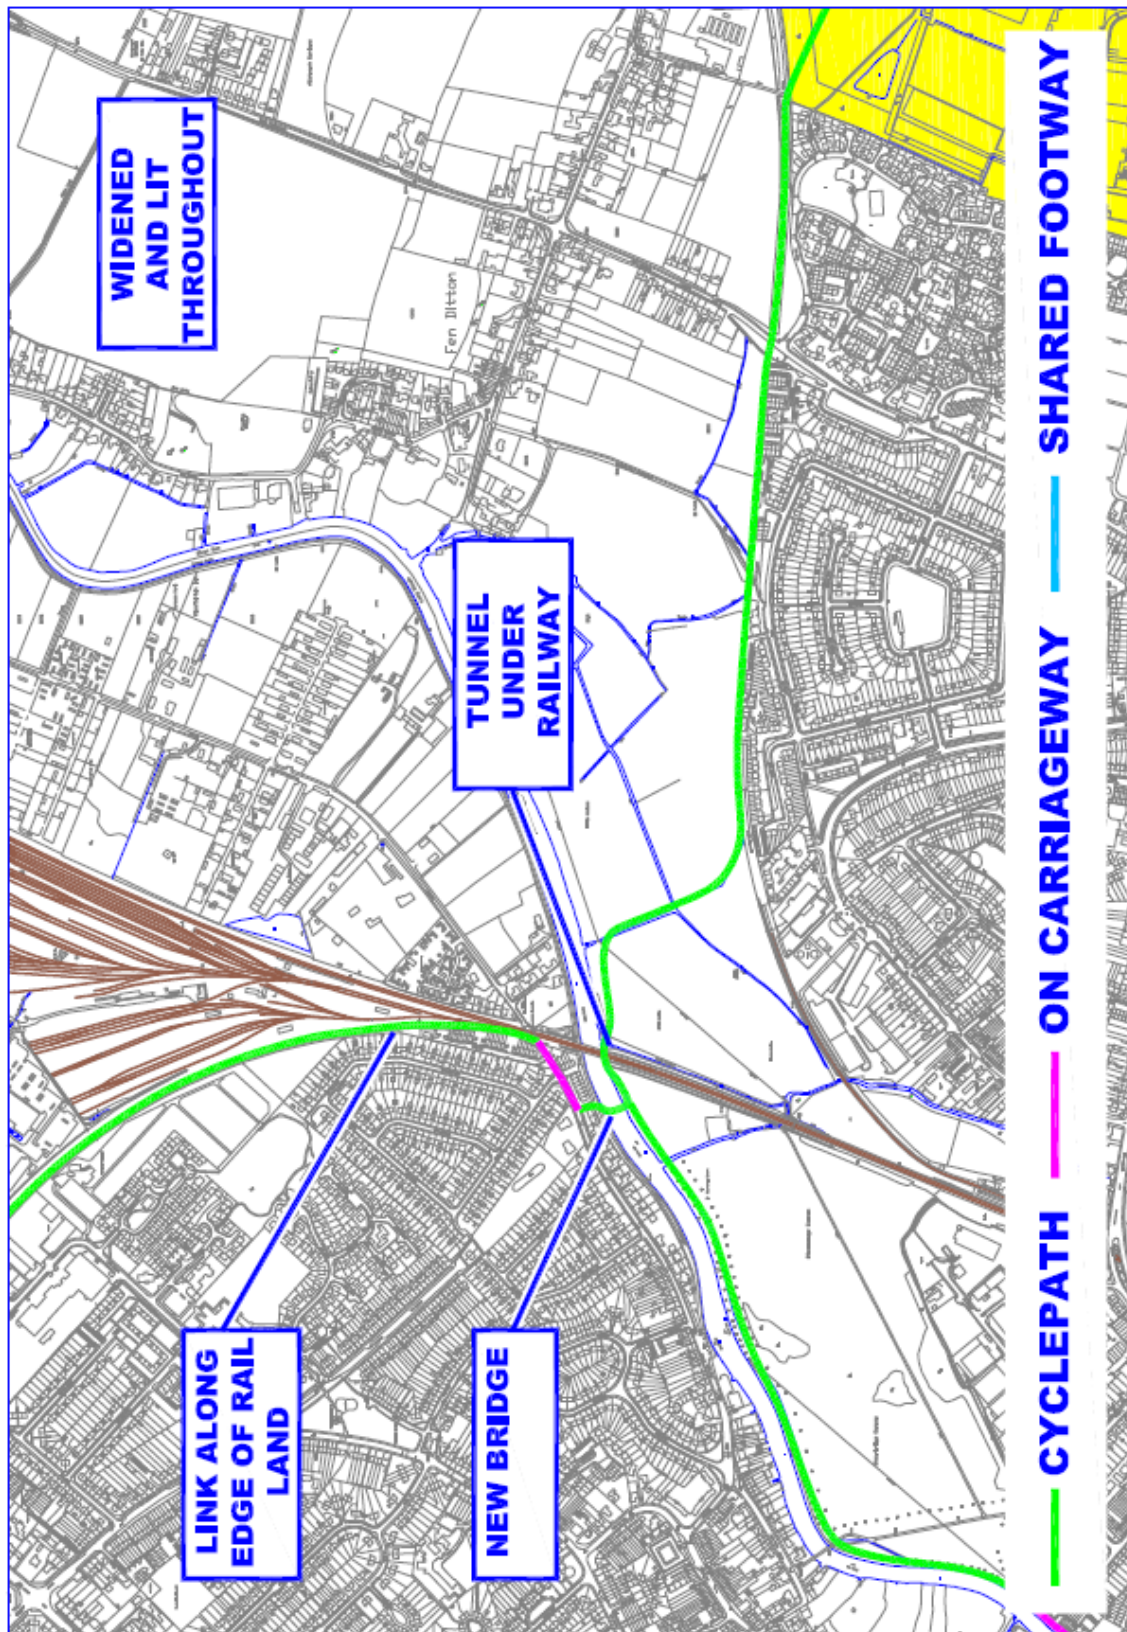 LINK ALONG
EDGE OF RAIL
LAND
NEW BRIDGE
TUNNEL
UNDER
RAILWAY
WIDENED
AND LIT
THROUGHOUT
Fen Ditton
CYCLEPATH
ON CARRIAGEWAY
SHARED FOOTWAY